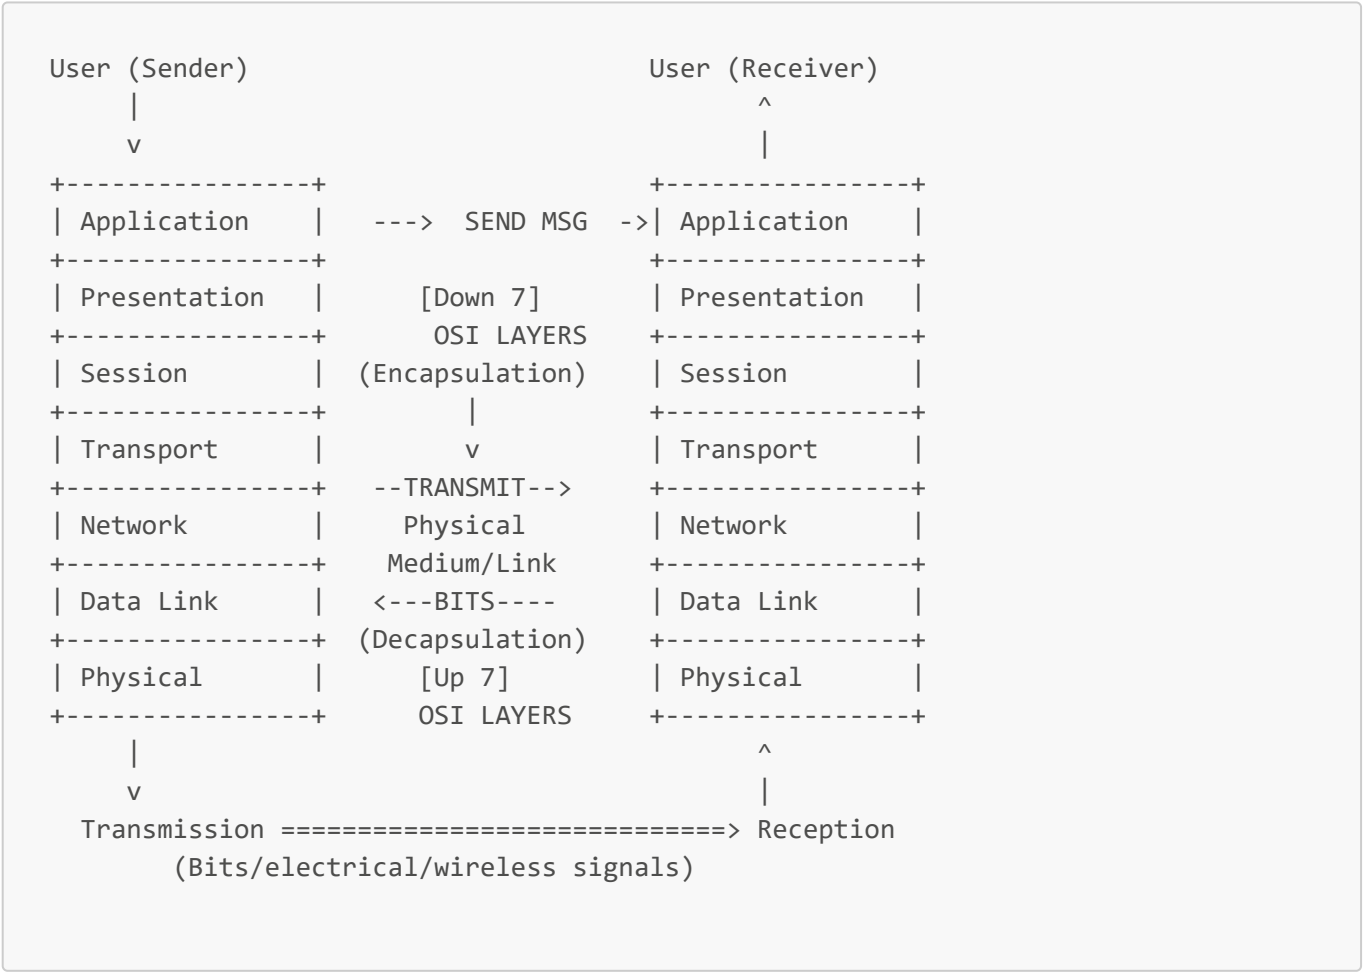 User (Sender)                          User (Receiver)
     |                                        ^
     v                                        |
+----------------+                     +----------------+
| Application    |   --->  SEND MSG  ->| Application    |
+----------------+                     +----------------+
| Presentation   |      [Down 7]       | Presentation   |
+----------------+       OSI LAYERS    +----------------+
| Session        |  (Encapsulation)    | Session        |
+----------------+         |           +----------------+
| Transport      |         v           | Transport      |
+----------------+   --TRANSMIT-->     +----------------+
| Network        |     Physical        | Network        |
+----------------+    Medium/Link      +----------------+
| Data Link      |   <---BITS----      | Data Link      |
+----------------+  (Decapsulation)    +----------------+
| Physical       |      [Up 7]         | Physical       |
+----------------+      OSI LAYERS     +----------------+
     |                                        ^
     v                                        |
  Transmission =============================> Reception
        (Bits/electrical/wireless signals)